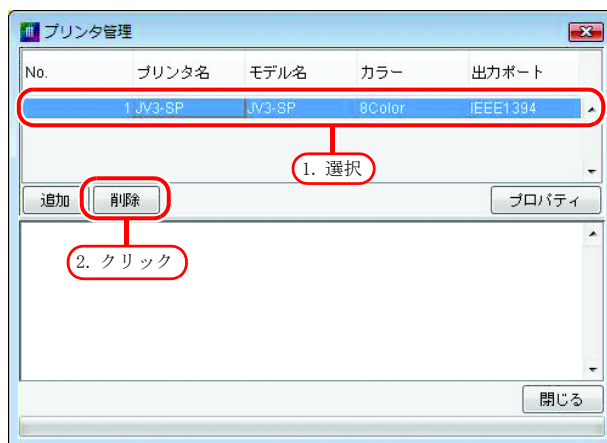 プリンタ管理
No. プリンタ名 モデル名 カラー 出力ポート
1 JV3-SP JV3-SP 8Color IEEE1394
1. 選択
追加 削除 プロパティ
2. クリック
閉じる